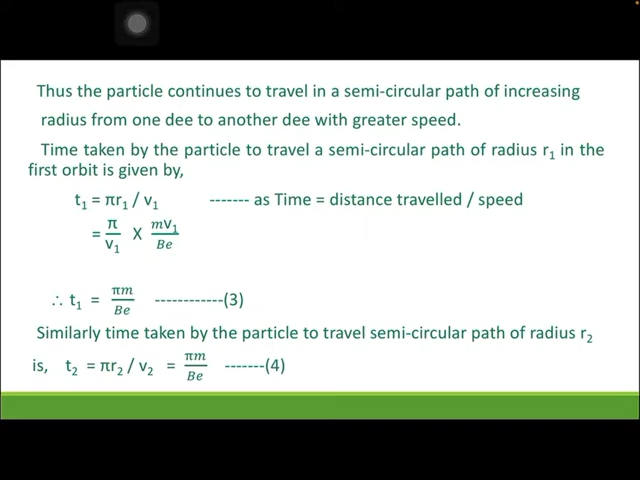 Thus the particle continues to travel in a semi-circular path of increasing
radius from one dee to another dee with greater speed.
Time taken by the particle to travel a semi-circular path of radius r₁ in the
first orbit is given by,
t₁ = πr₁ / v₁ ------- as Time = distance travelled / speed
= π/v₁ X mv₁/Be
∴ t₁ = πm/Be ------------(3)
Similarly time taken by the particle to travel semi-circular path of radius r₂
is, t₂ = πr₂ / v₂ = πm/Be -------(4)